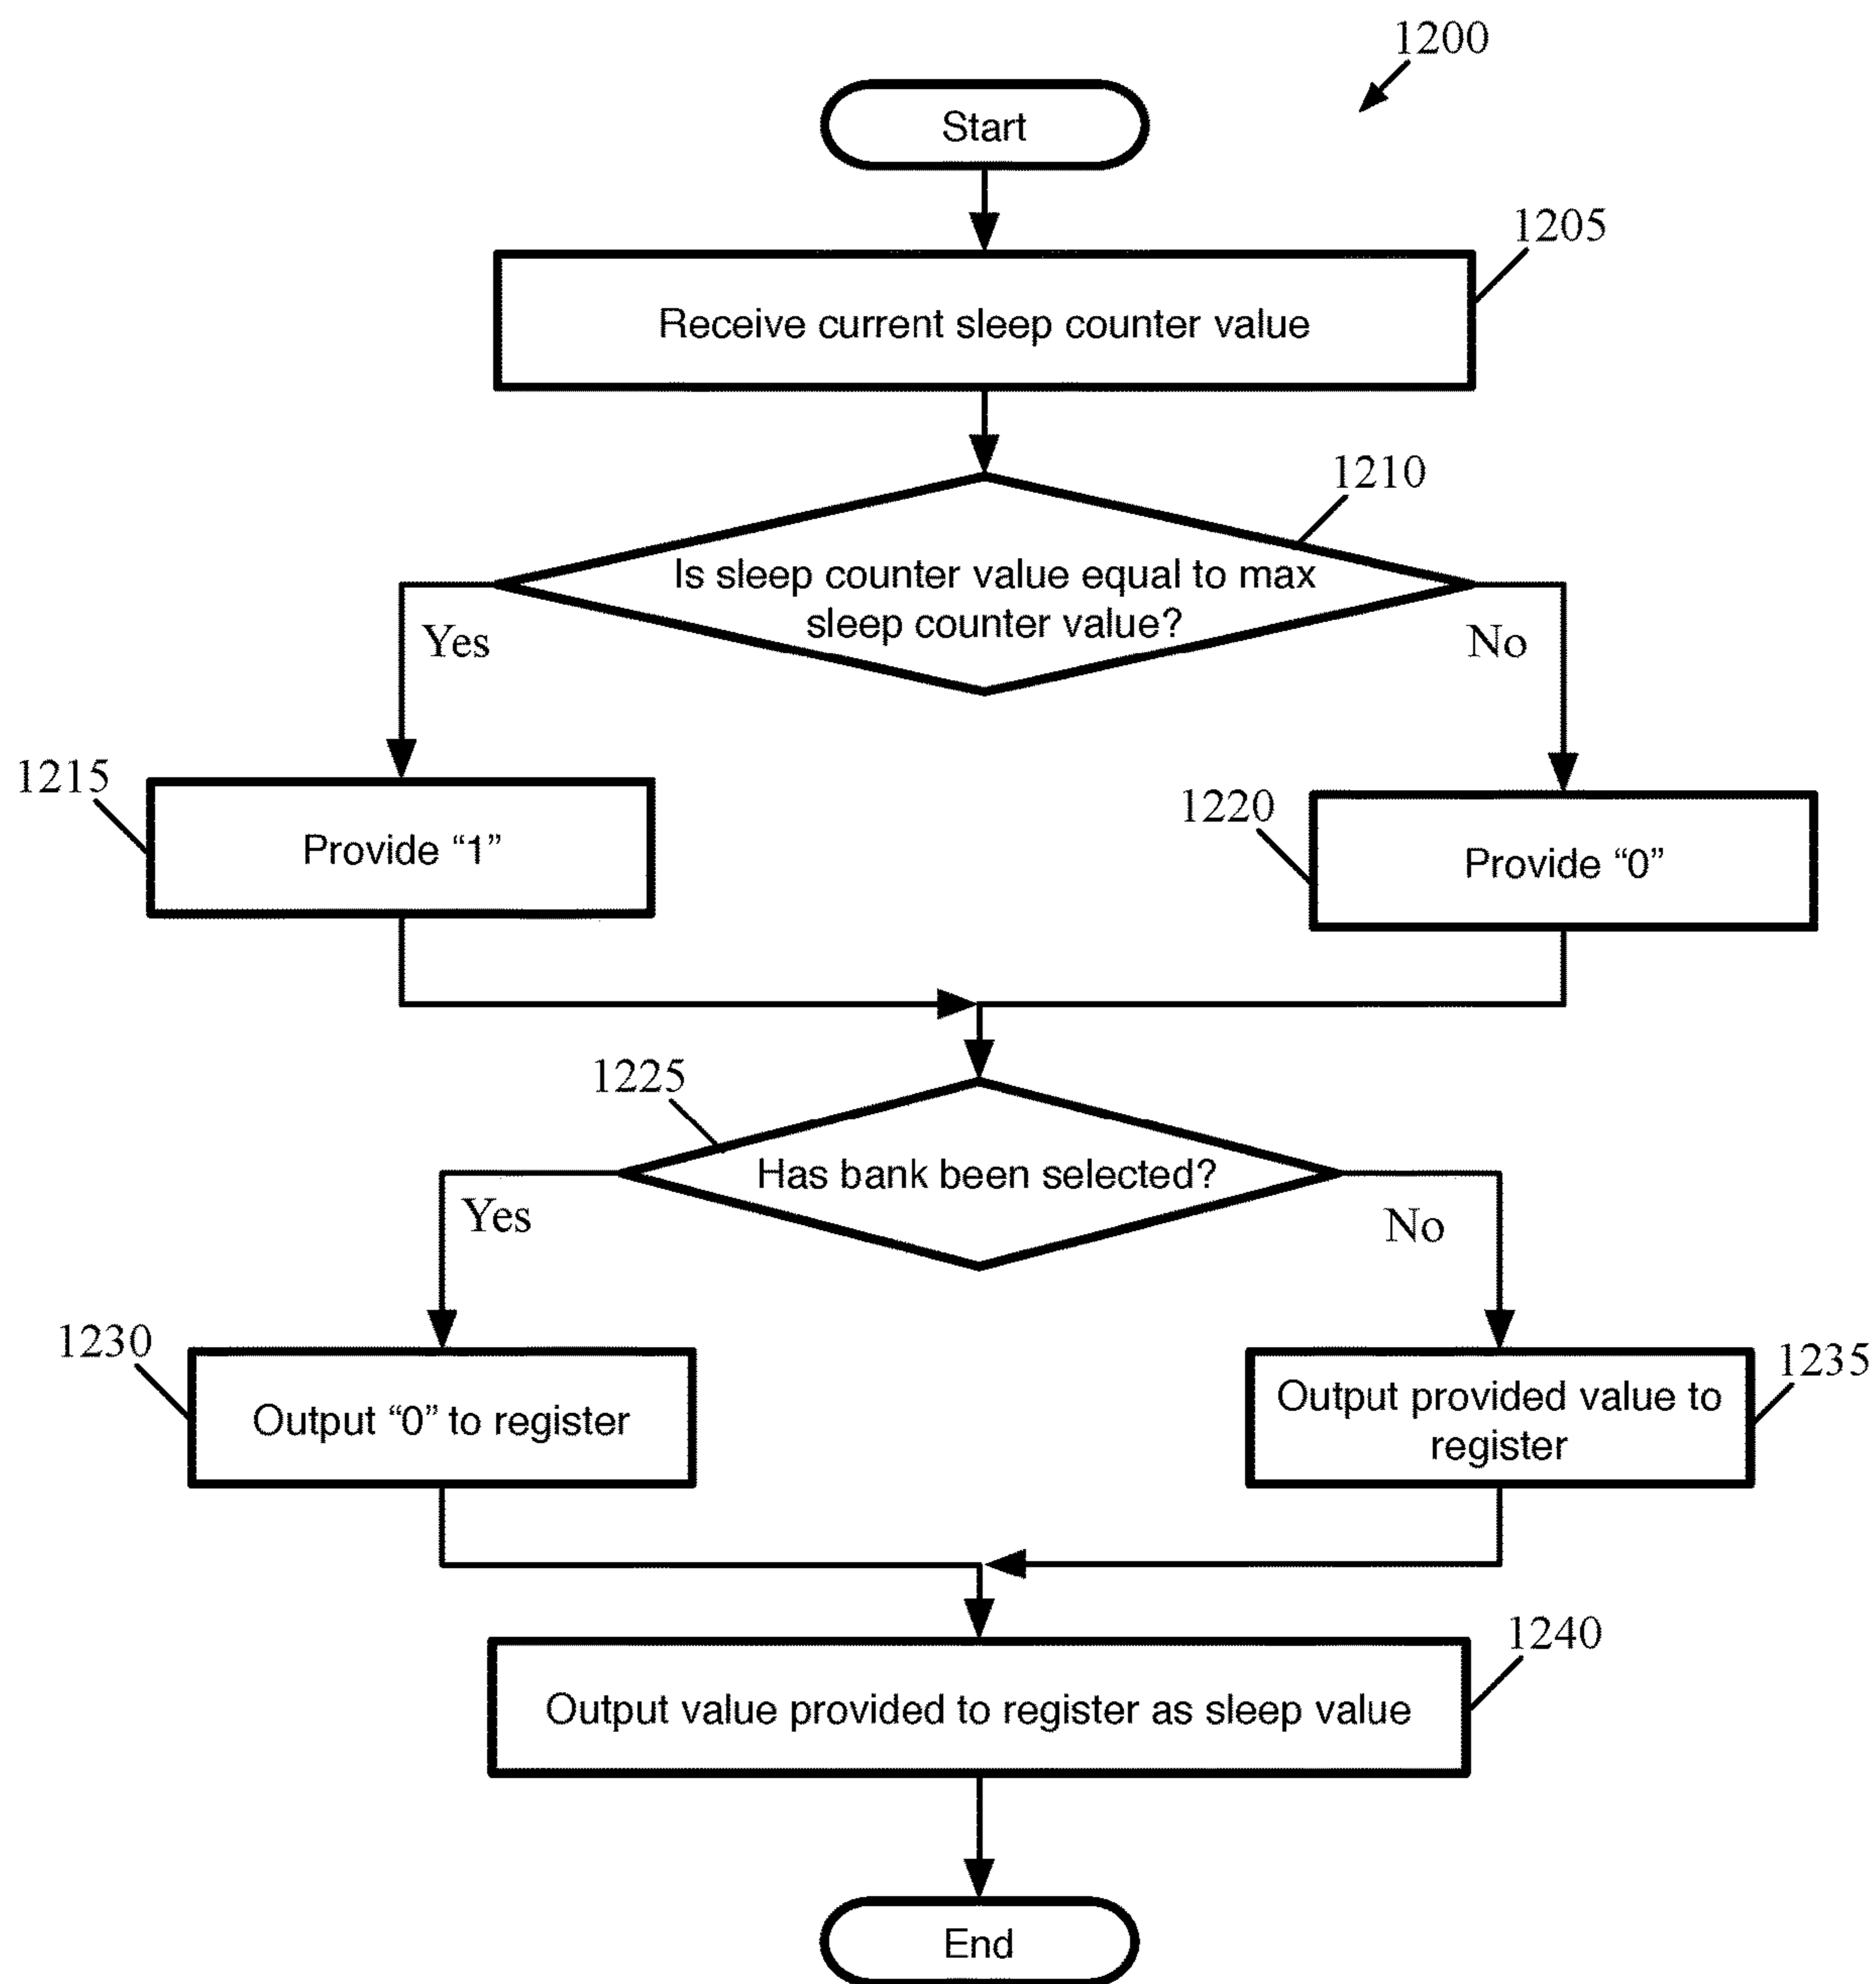 1200
Start
1205
Receive current sleep counter value
1210
Is sleep counter value equal to max
sleep counter value?
Yes
No
1215
Provide “1”
1220
Provide “0”
1225
Has bank been selected?
Yes
No
1230
Output “0” to register
1235
Output provided value to
register
1240
Output value provided to register as sleep value
End